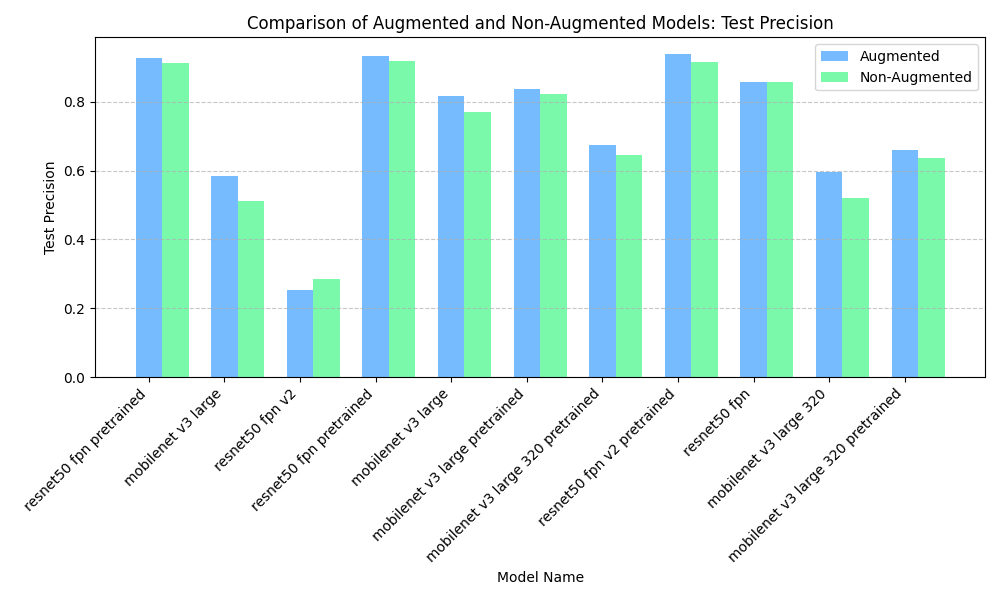 Comparison of Augmented and Non-Augmented Models: Test Precision
Augmented
Non-Augmented
Test Precision
0.8
0.6
0.4
0.2
0.0
resnet50 fpn pretrained
mobilenet v3 large
resnet50 fpn v2
resnet50 fpn pretrained
mobilenet v3 large
mobilenet v3 large pretrained
mobilenet v3 large 320 pretrained
resnet50 fpn v2 pretrained
resnet50 fpn
mobilenet v3 large 320
mobilenet v3 large 320 pretrained
Model Name